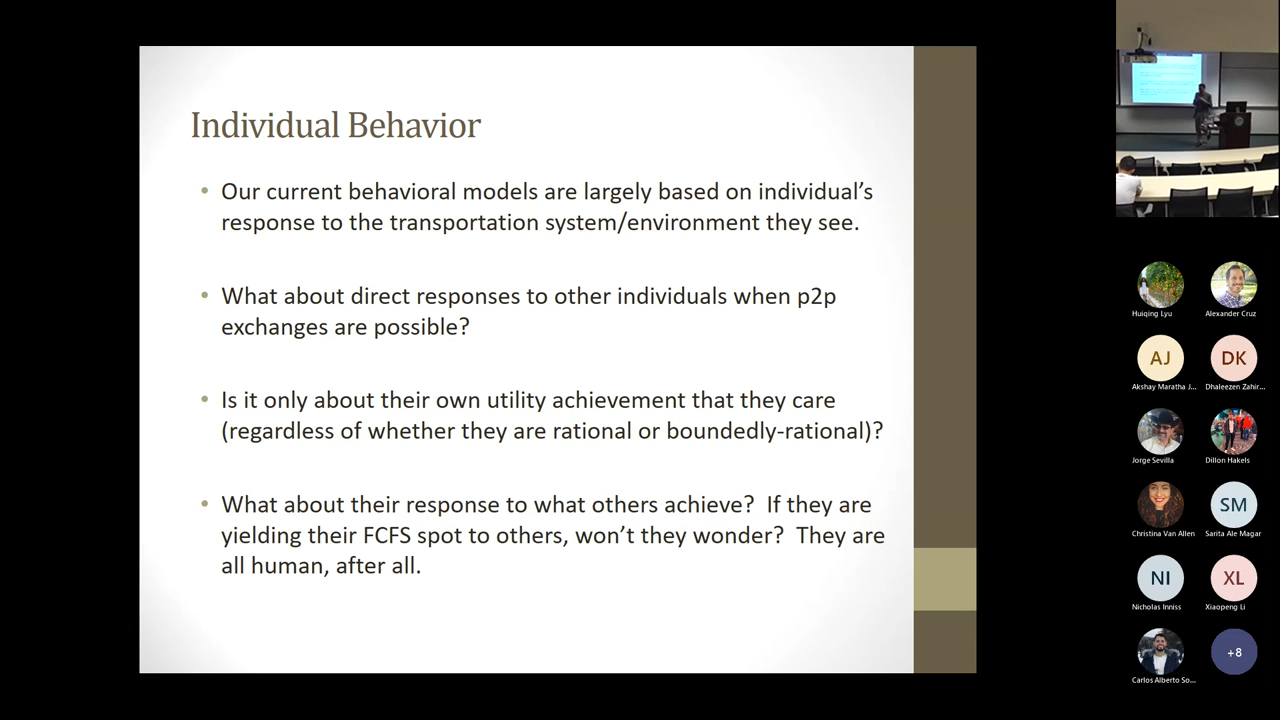 Individual Behavior
• Our current behavioral models are largely based on individual’s
response to the transportation system/environment they see.
• What about direct responses to other individuals when p2p
exchanges are possible?
• Is it only about their own utility achievement that they care
(regardless of whether they are rational or boundedly-rational)?
• What about their response to what others achieve?  If they are
yielding their FCFS spot to others, won’t they wonder?  They are
all human, after all.
Huiqing Lyu
Alexander Cruz
AJ
DK
Akshay Maratha J...
Dhaleezen Zahir...
Jorge Sevilla
Dillon Hakels
SM
Christina Van Allen
Sarita Ale Magar
NI
XL
Nicholas Inniss
Xiaopeng Li
+8
Carlos Alberto So...